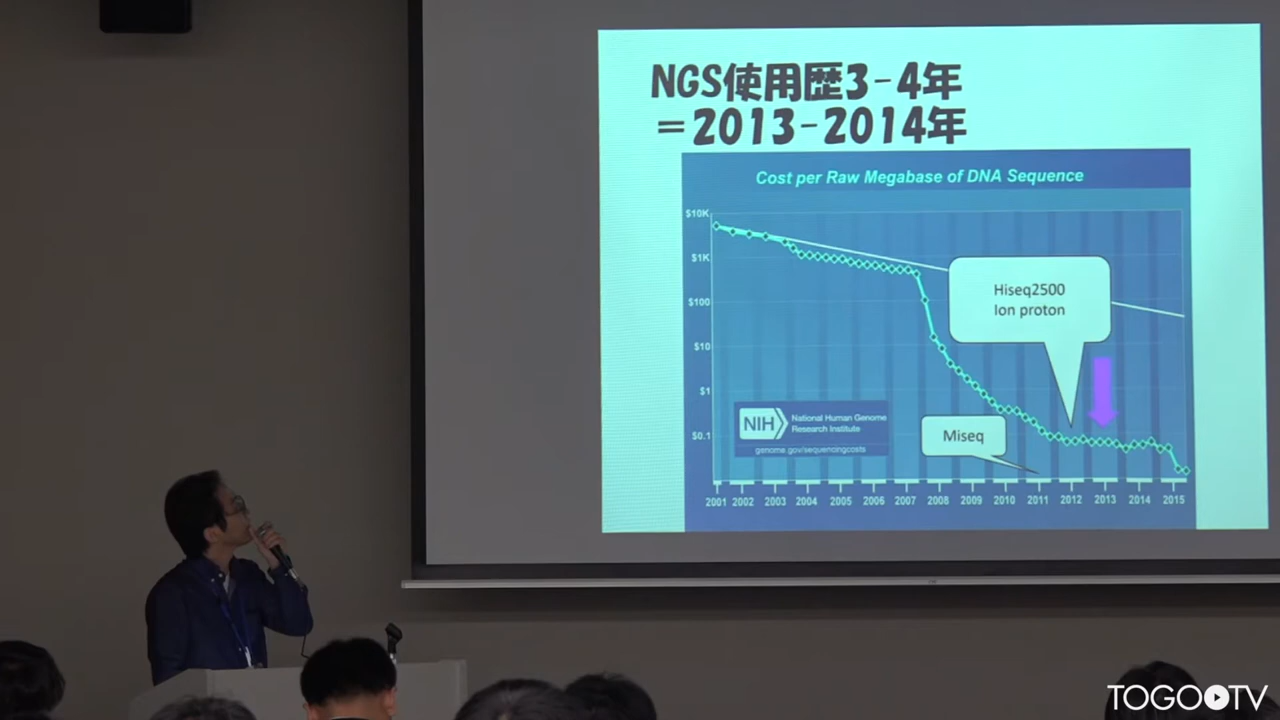 NGS使用歴3-4年
=2013-2014年
Cost per Raw Megabase of DNA Sequence
$10K
$1K
$100
$10
$1
$0.1
Hiseq2500
Ion proton
Miseq
NIH
National Human Genome
Research Institute
genome.gov/sequencingcosts
2001 2002 2003 2004 2005 2006 2007 2008 2009 2010 2011 2012 2013 2014 2015
TOGOTV